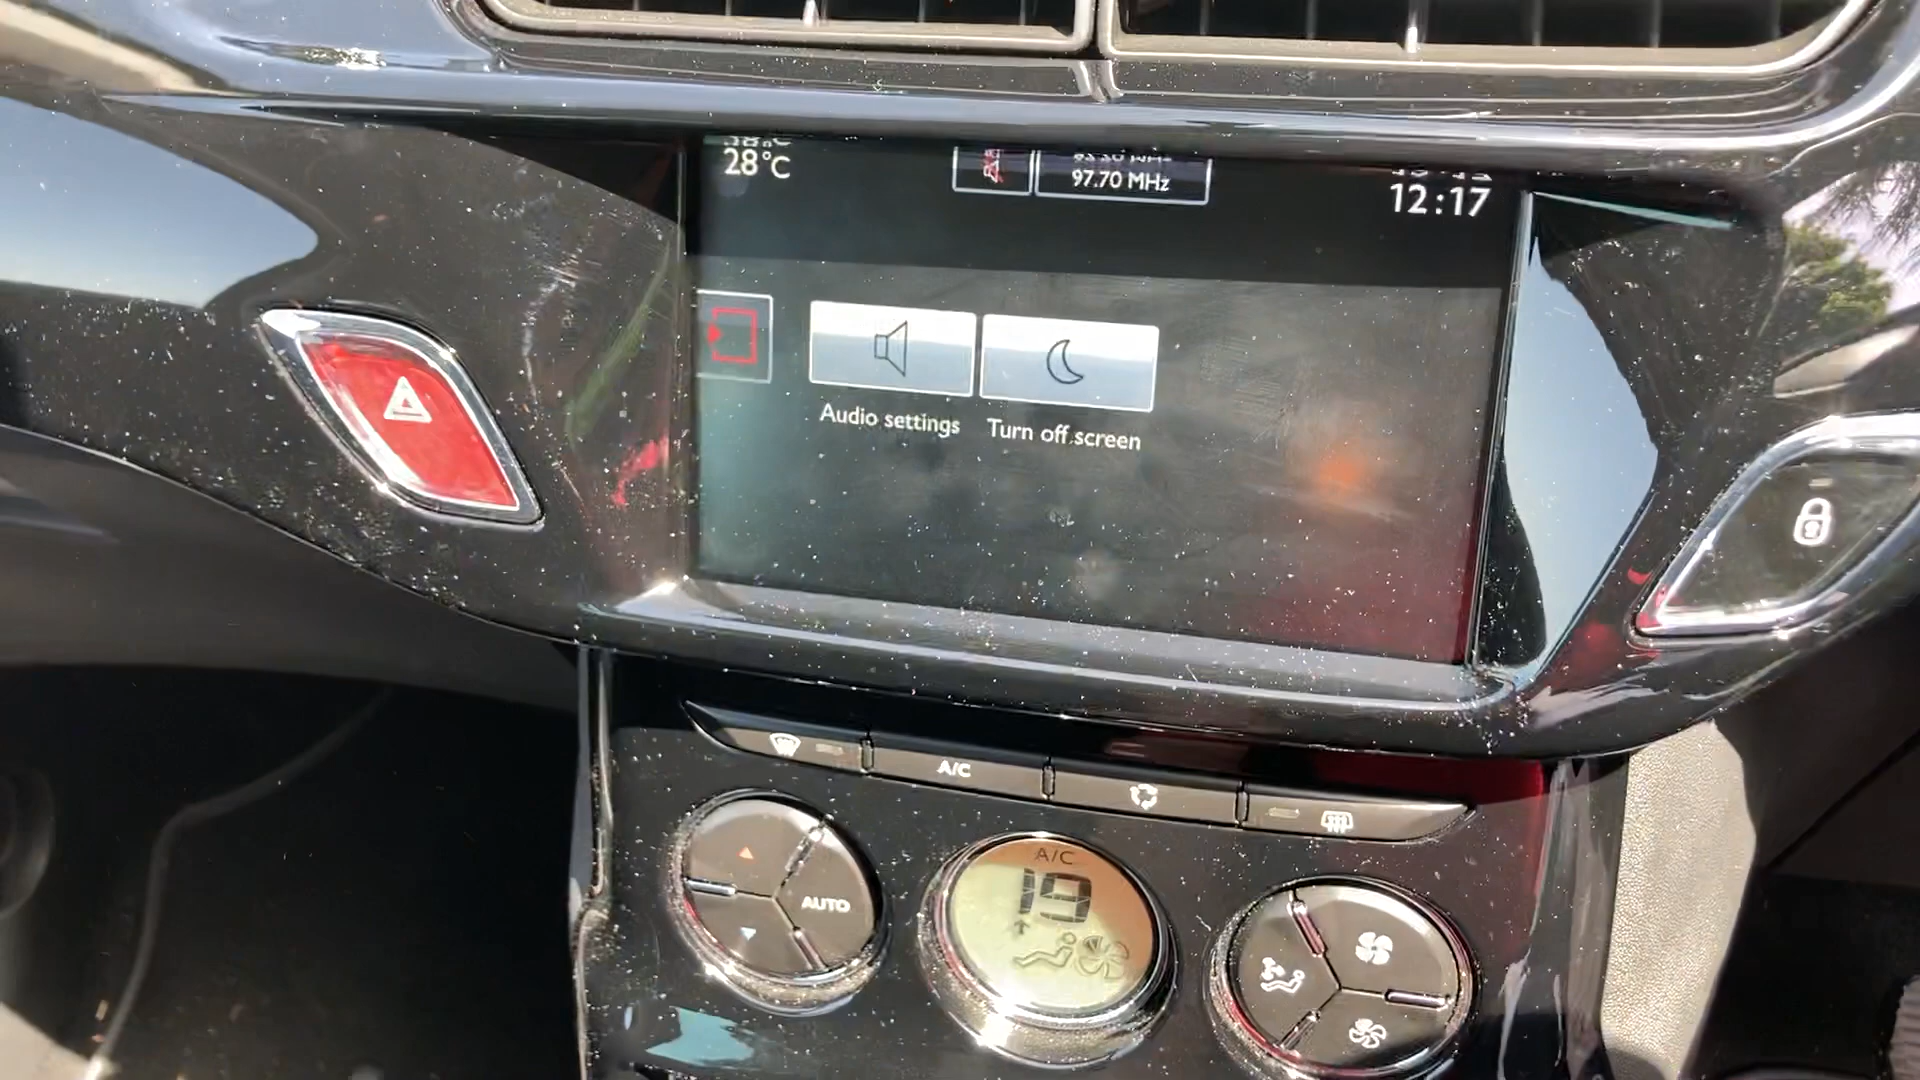 28°C
97.70 MHz
12:17
Audio settings
Turn off screen
A/C
AUTO
A/C
19